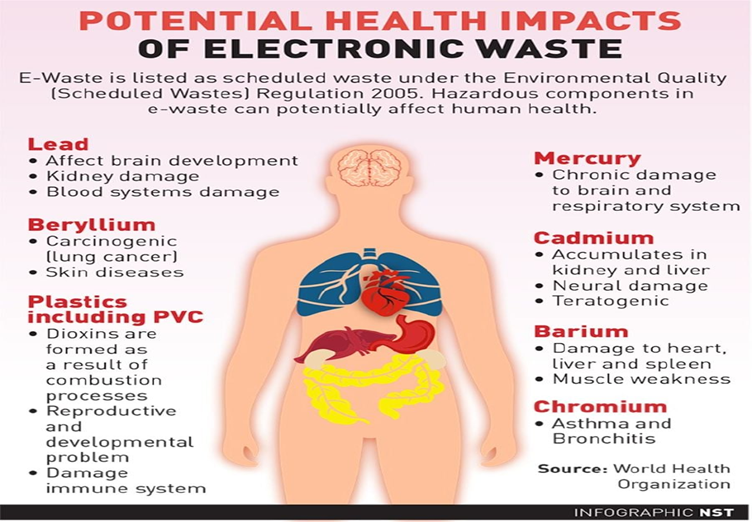 POTENTIAL HEALTH IMPACTS
OF ELECTRONIC WASTE
E-Waste is listed as scheduled waste under the Environmental Quality
(Scheduled Wastes) Regulation 2005. Hazardous components in
e-waste can potentially affect human health.
Lead
• Affect brain development
• Kidney damage
• Blood systems damage
Beryllium
• Carcinogenic
(lung cancer)
• Skin diseases
Plastics
including PVC
• Dioxins are
formed as
a result of
combustion
processes
• Reproductive
and
developmental
problem
• Damage
immune system
Mercury
• Chronic damage
to brain and
respiratory system
Cadmium
• Accumulates in
kidney and liver
• Neural damage
• Teratogenic
Barium
• Damage to heart,
liver and spleen
• Muscle weakness
Chromium
• Asthma and
Bronchitis
Source: World Health
Organization
INFOGRAPHIC NST